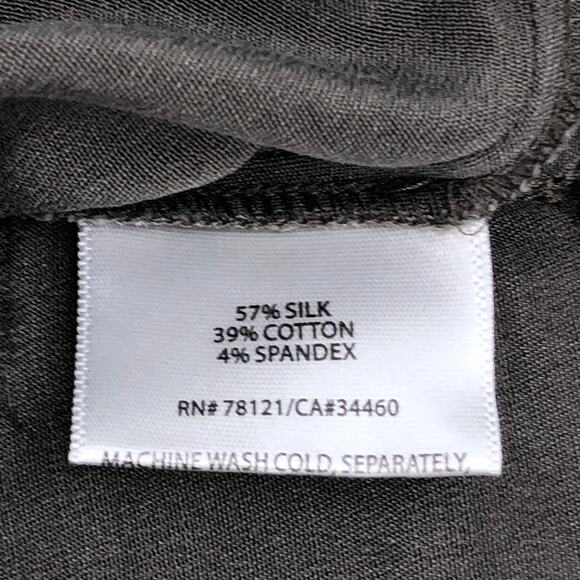 57% SILK
39% COTTON
4% SPANDEX
RN# 78121/CA#34460
MACHINE WASH COLD, SEPARATELY,